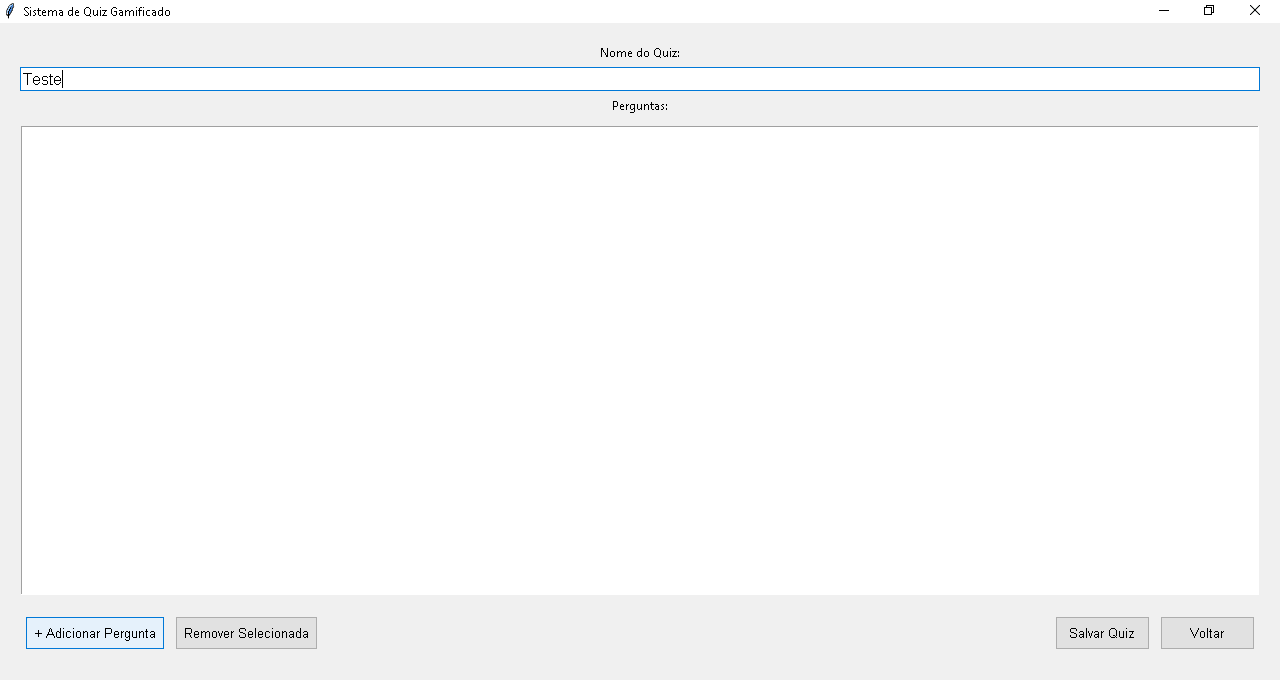 Sistema de Quiz Gamificado
Nome do Quiz:
Teste
Perguntas:
+ Adicionar Pergunta
Remover Selecionada
Salvar Quiz
Voltar